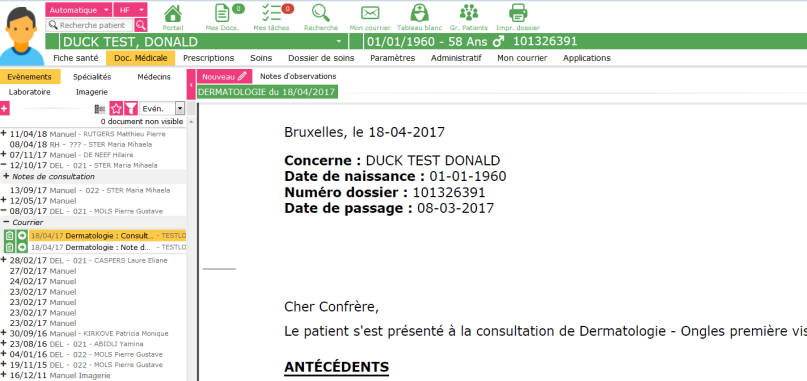 Automatique HF
Recherche patient
Portail
Mes Docs. 0
Mes tâches 0
Recherche
Mon courrier
Tableau blanc
Gr. Patients
Impr. dossier
DUCK TEST, DONALD - 01/01/1960 - 58 Ans ♂ 101326391
Fiche santé Doc. Médicale Prescriptions Soins Dossier de soins Paramètres Administratif Mon courrier Applications
Evènements Spécialités Médecins
Laboratoire Imagerie
Nouveau Notes d'observations
DERMATOLOGIE du 18/04/2017
+ Evén.
0 document non visible
+ 11/04/18 Manuel - RUTGERS Matthieu Pierre
08/04/18 RH - ??? - STER Maria Mihaela
+ 07/11/17 Manuel - DE NEEF Hilaire
− 12/10/17 DEL - 021 - STER Maria Mihaela
+ Notes de consultation
13/09/17 Manuel - 022 - STER Maria Mihaela
+ 12/05/17 Manuel
− 08/03/17 DEL - 021 - MOLS Pierre Gustave
− Courrier
18/04/17 Dermatologie : Consult... - TESTLO
18/04/17 Dermatologie : Note d... - TESTLO
+ 28/02/17 DEL - 021 - CASPERS Laure Eliane
27/02/17 Manuel
24/02/17 Manuel
23/02/17 Manuel
23/02/17 Manuel
23/02/17 Manuel
23/02/17 Manuel
+ 30/09/16 Manuel - KIRKOVE Patricia Monique
+ 23/08/16 DEL - 021 - ABIDLI Yamina
+ 04/01/16 DEL - 022 - MOLS Pierre Gustave
+ 19/11/15 DEL - 022 - MOLS Pierre Gustave
+ 16/12/11 Manuel Imagerie
Bruxelles, le 18-04-2017
Concerne : DUCK TEST DONALD
Date de naissance : 01-01-1960
Numéro dossier : 101326391
Date de passage : 08-03-2017
Cher Confrère,
Le patient s'est présenté à la consultation de Dermatologie - Ongles première vis
ANTÉCÉDENTS